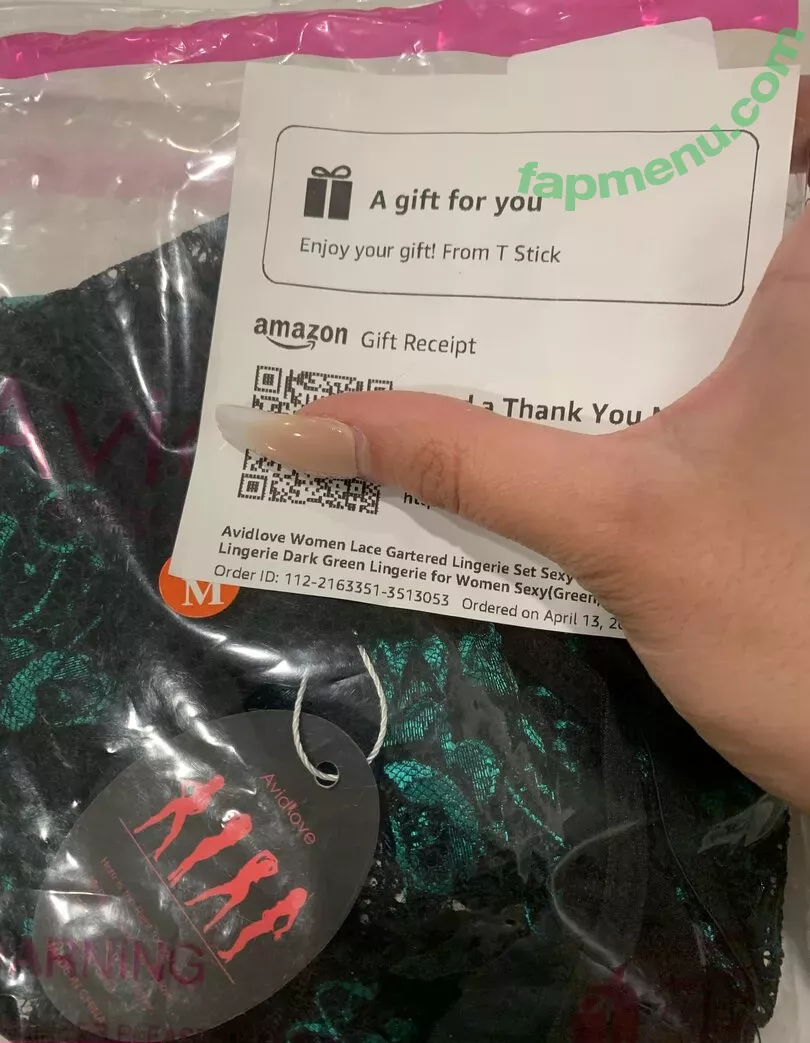 fapmenu.com
A gift for you
Enjoy your gift! From T Stick
amazon Gift Receipt
a Thank You
Avidlove Women Lace Gartered Lingerie Set Sexy
Lingerie Dark Green Lingerie for Women Sexy(Green,
Order ID: 112-2163351-3513053 Ordered on April 13,
M
Avidlove
ARNING